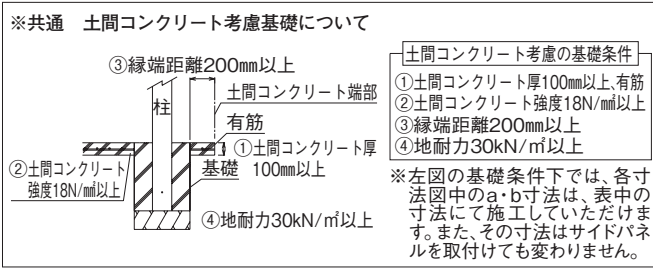 ※共通 土間コンクリート考慮基礎について
③縁端距離200㎜以上
土間コンクリート端部
柱
有筋
①土間コンクリート厚
100㎜以上
基礎
②土間コンクリート
強度18N/㎟以上
④地耐力30kN/㎡以上
土間コンクリート考慮の基礎条件
①土間コンクリート厚100㎜以上、有筋
②土間コンクリート強度18N/㎟以上
③縁端距離200㎜以上
④地耐力30kN/㎡以上
※左図の基礎条件下では、各寸
法図中のa・b寸法は、表中の
寸法にて施工していただけま
す。また、その寸法はサイドパネ
ルを取付けても変わりません。